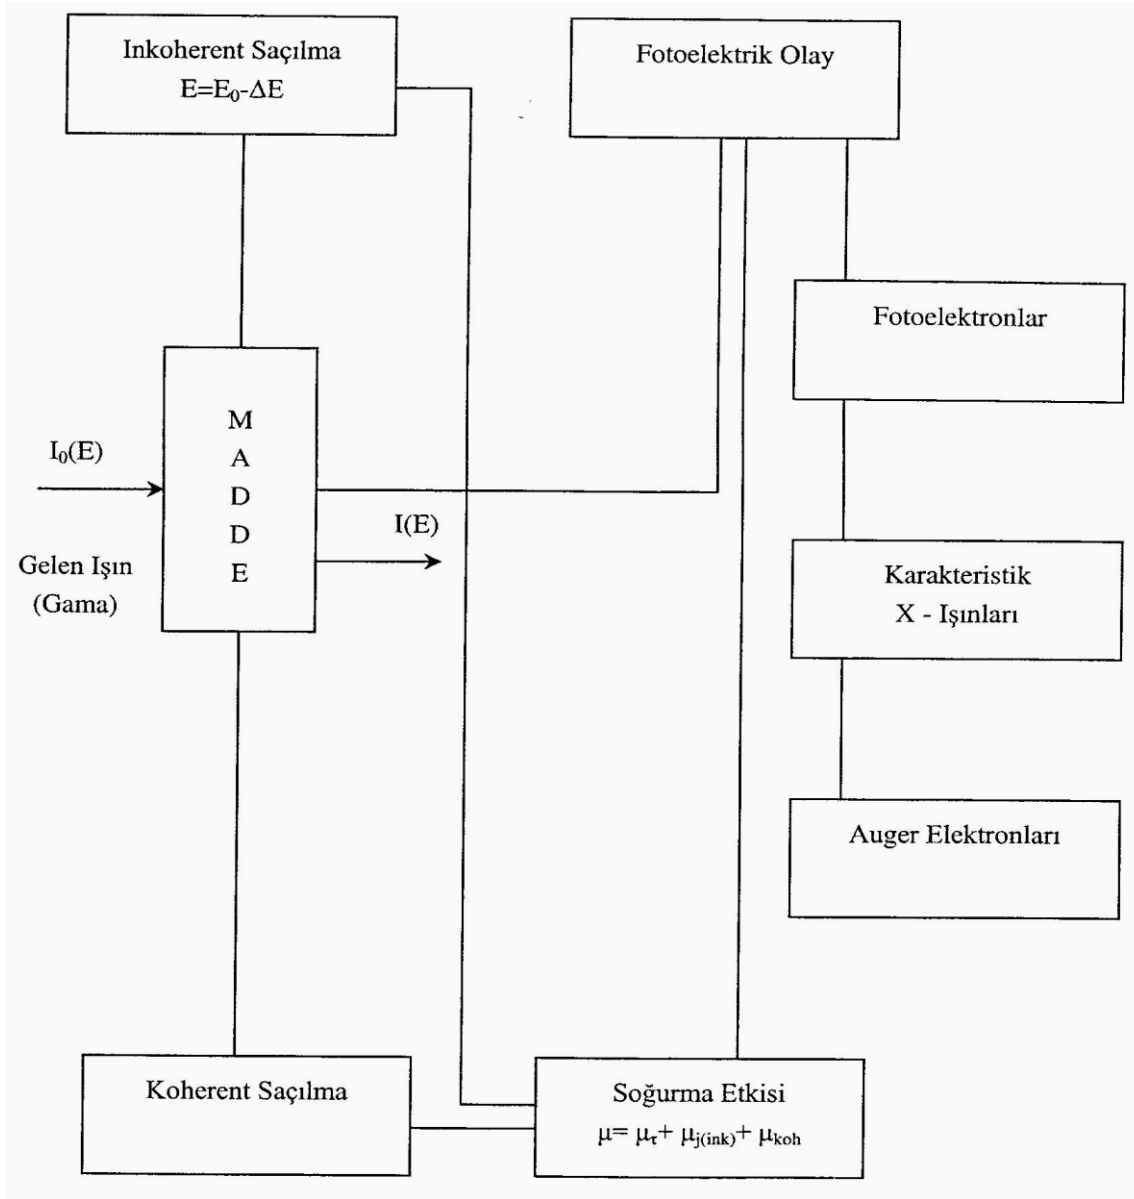 Inkoherent Saçılma
E=E₀-ΔE
Fotoelektrik Olay
Fotoelektronlar
M
A
D
D
E
I₀(E)
I(E)
Gelen Işın
(Gama)
Karakteristik
X - Işınları
Auger Elektronları
Koherent Saçılma
Soğurma Etkisi
μ= μτ+ μj(ink)+ μkoh